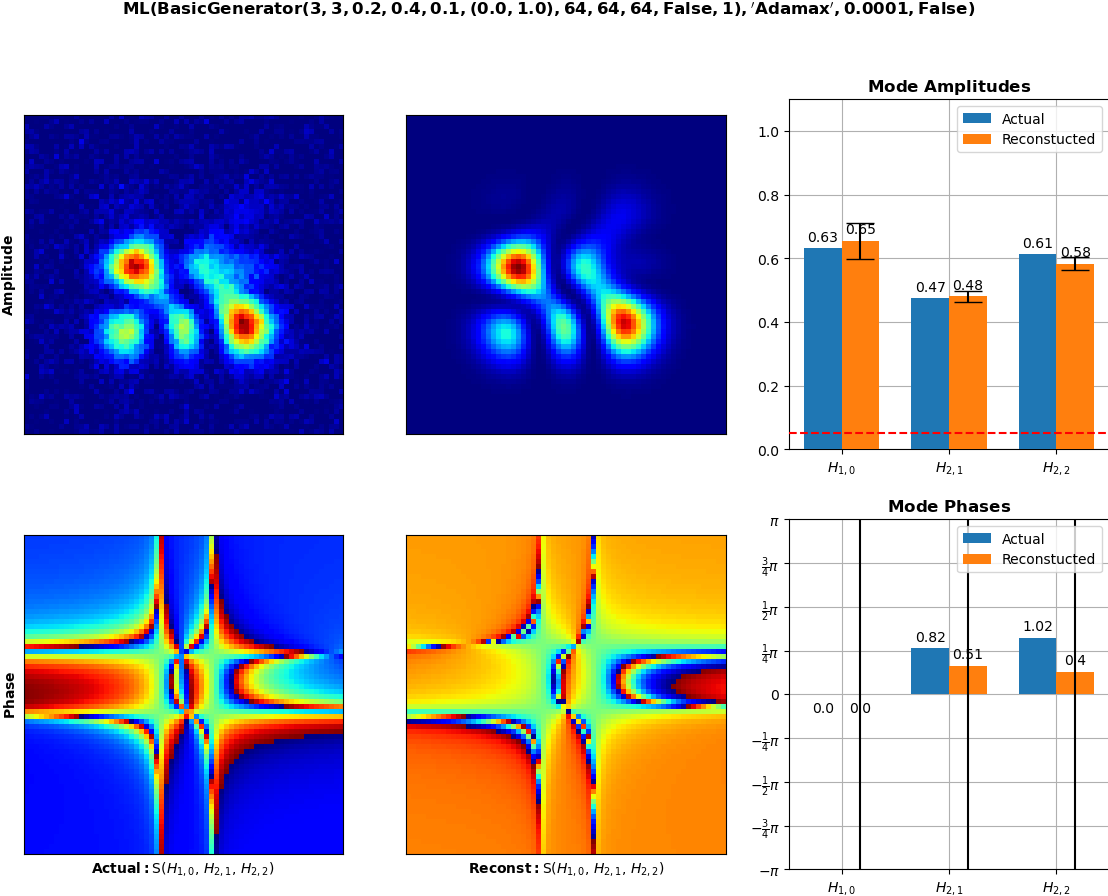 ML(BasicGenerator(3, 3, 0.2, 0.4, 0.1, (0.0, 1.0), 64, 64, 64, False, 1), ′Adamax′, 0.0001, False)
Amplitude
Mode Amplitudes
Actual
Reconstucted
1.0
0.8
0.6
0.4
0.2
0.0
0.63
0.65
0.47
0.48
0.61
0.58
H1, 0
H2, 1
H2, 2
Phase
Actual: S(H1, 0, H2, 1, H2, 2)
Reconst: S(H1, 0, H2, 1, H2, 2)
Mode Phases
Actual
Reconstucted
π
3/4π
1/2π
1/4π
0
−1/4π
−1/2π
−3/4π
−π
0.0
0.0
0.82
0.51
1.02
0.4
H1, 0
H2, 1
H2, 2